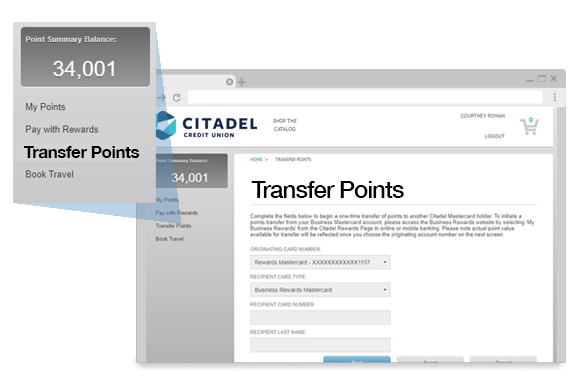 Point Summary Balance:
34,001
My Points
Pay with Rewards
Transfer Points
Book Travel
CITADEL
CREDIT UNION
SHOP THE
CATALOG
COURTNEY ROMAN
LOGOUT
0
Point Summary Balance:
34,001
My Points
Pay with Rewards
Transfer Points
Book Travel
HOME > TRANSFER POINTS
Transfer Points
Complete the fields below to begin a one-time transfer of points to another Citadel Mastercard holder. To initiate a
points transfer from your Business Mastercard account, please access the Business Rewards website by selecting 'My
Business Rewards' from the Citadel Rewards Page in online or mobile banking. Please note actual point value
available for transfer will be reflected once you choose the originating account number on the next screen.
ORIGINATING CARD NUMBER:
Rewards Mastercard - XXXXXXXXXXXX1157
RECIPIENT CARD TYPE:
Business Rewards Mastercard
RECIPIENT CARD NUMBER
RECIPIENT LAST NAME: